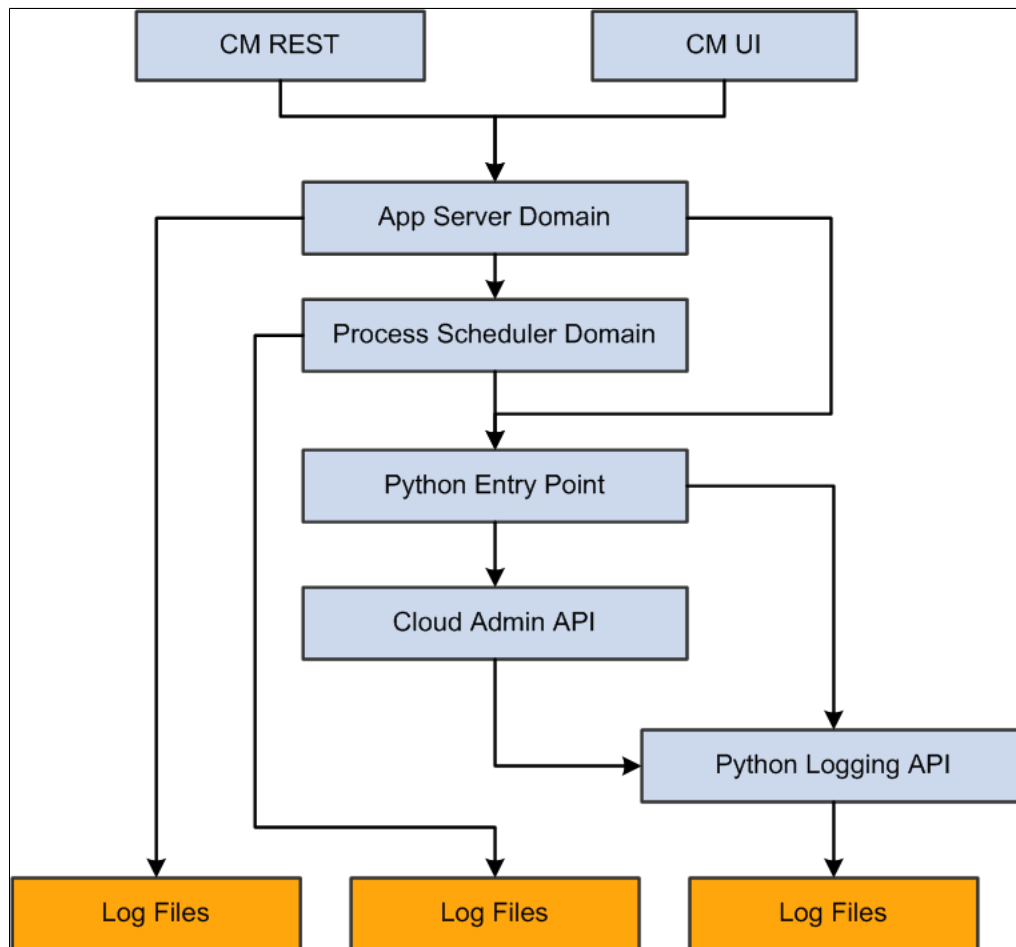 CM REST
CM UI
App Server Domain
Process Scheduler Domain
Python Entry Point
Cloud Admin API
Python Logging API
Log Files
Log Files
Log Files